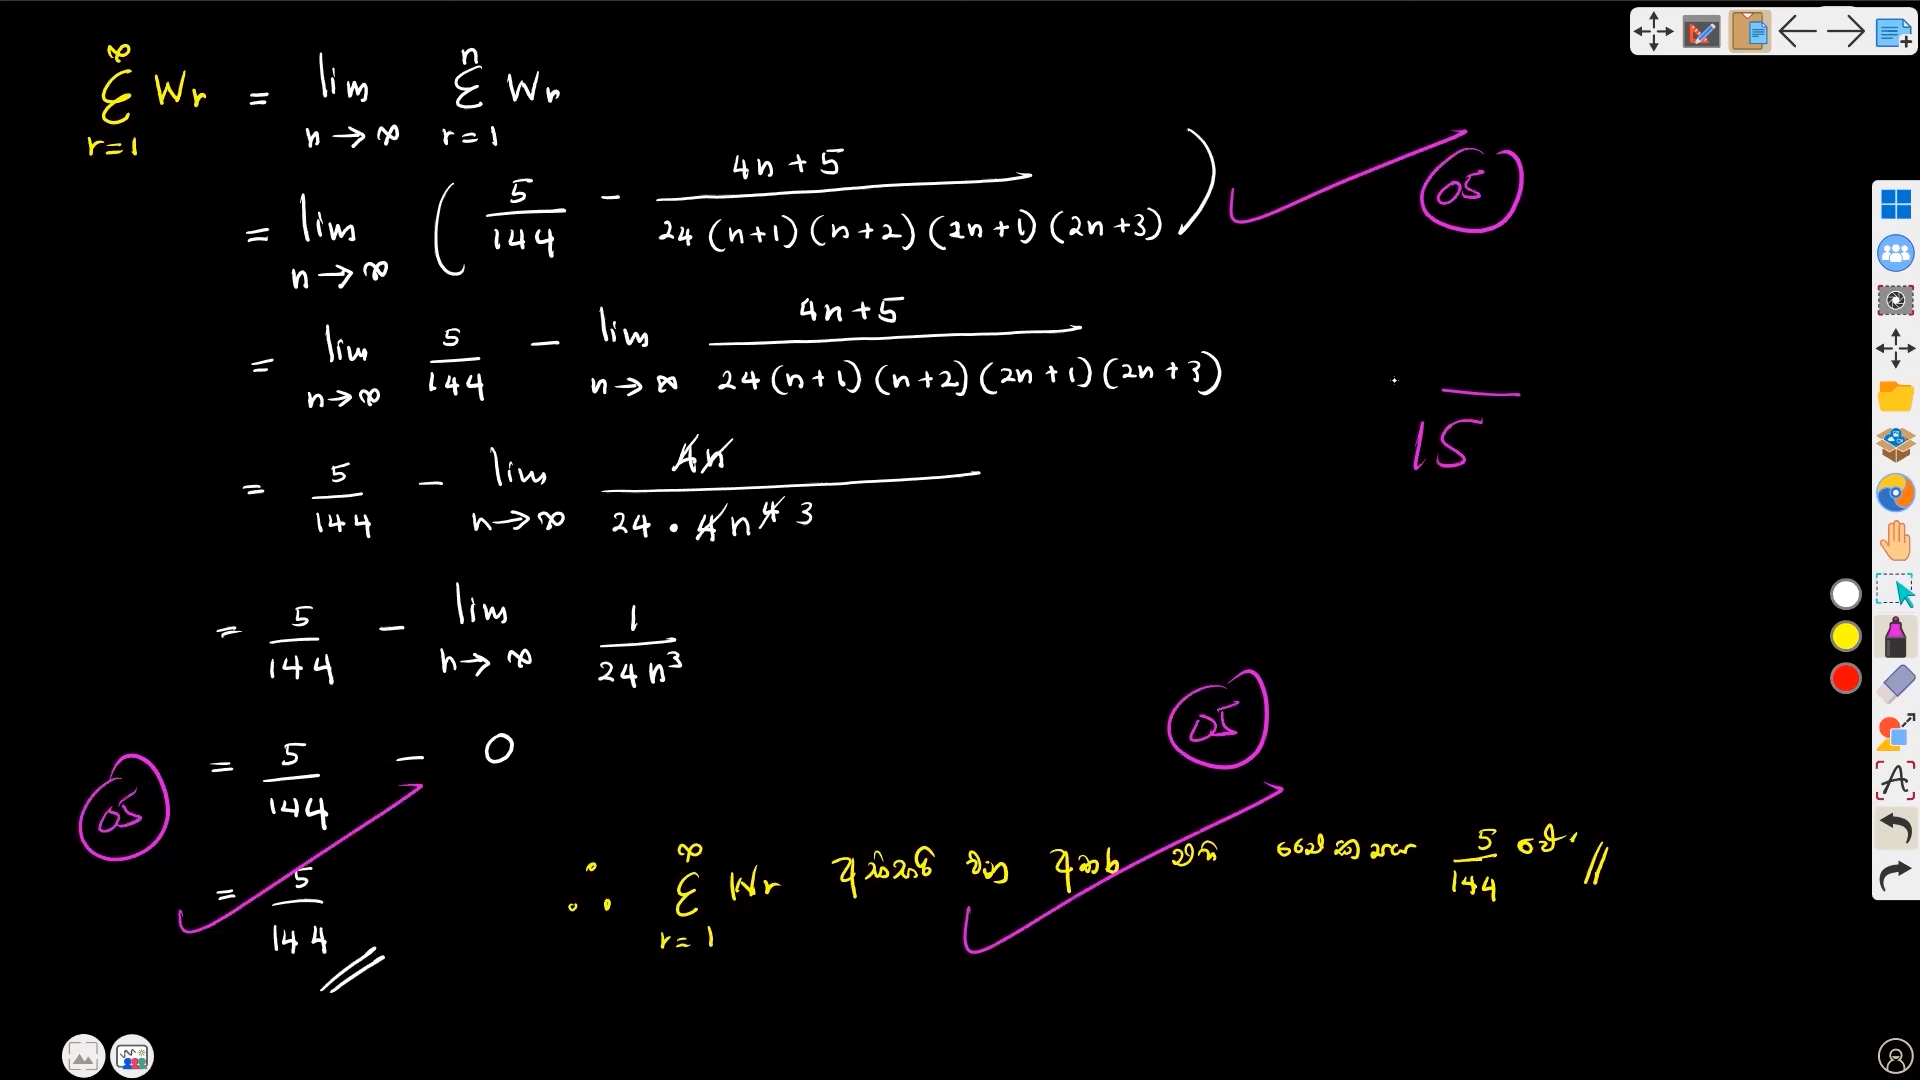 ∞ Σ r=1 Wr = lim n→∞ n Σ r=1 Wr
= lim n→∞ ( 5/144 - (4n+5)/(24(n+1)(n+2)(2n+1)(2n+3)) ) 05
= lim n→∞ 5/144 - lim n→∞ (4n+5)/(24(n+1)(n+2)(2n+1)(2n+3))
15
= 5/144 - lim n→∞ 4n/(24·4n⁴ 3)
= 5/144 - lim n→∞ 1/(24n³)
05
= 5/144 - 0
05
= 5/144
∴ ∞ Σ r=1 Wr අභිසාරී වන අතර එහි ඓක්‍යය 5/144 වේ. //